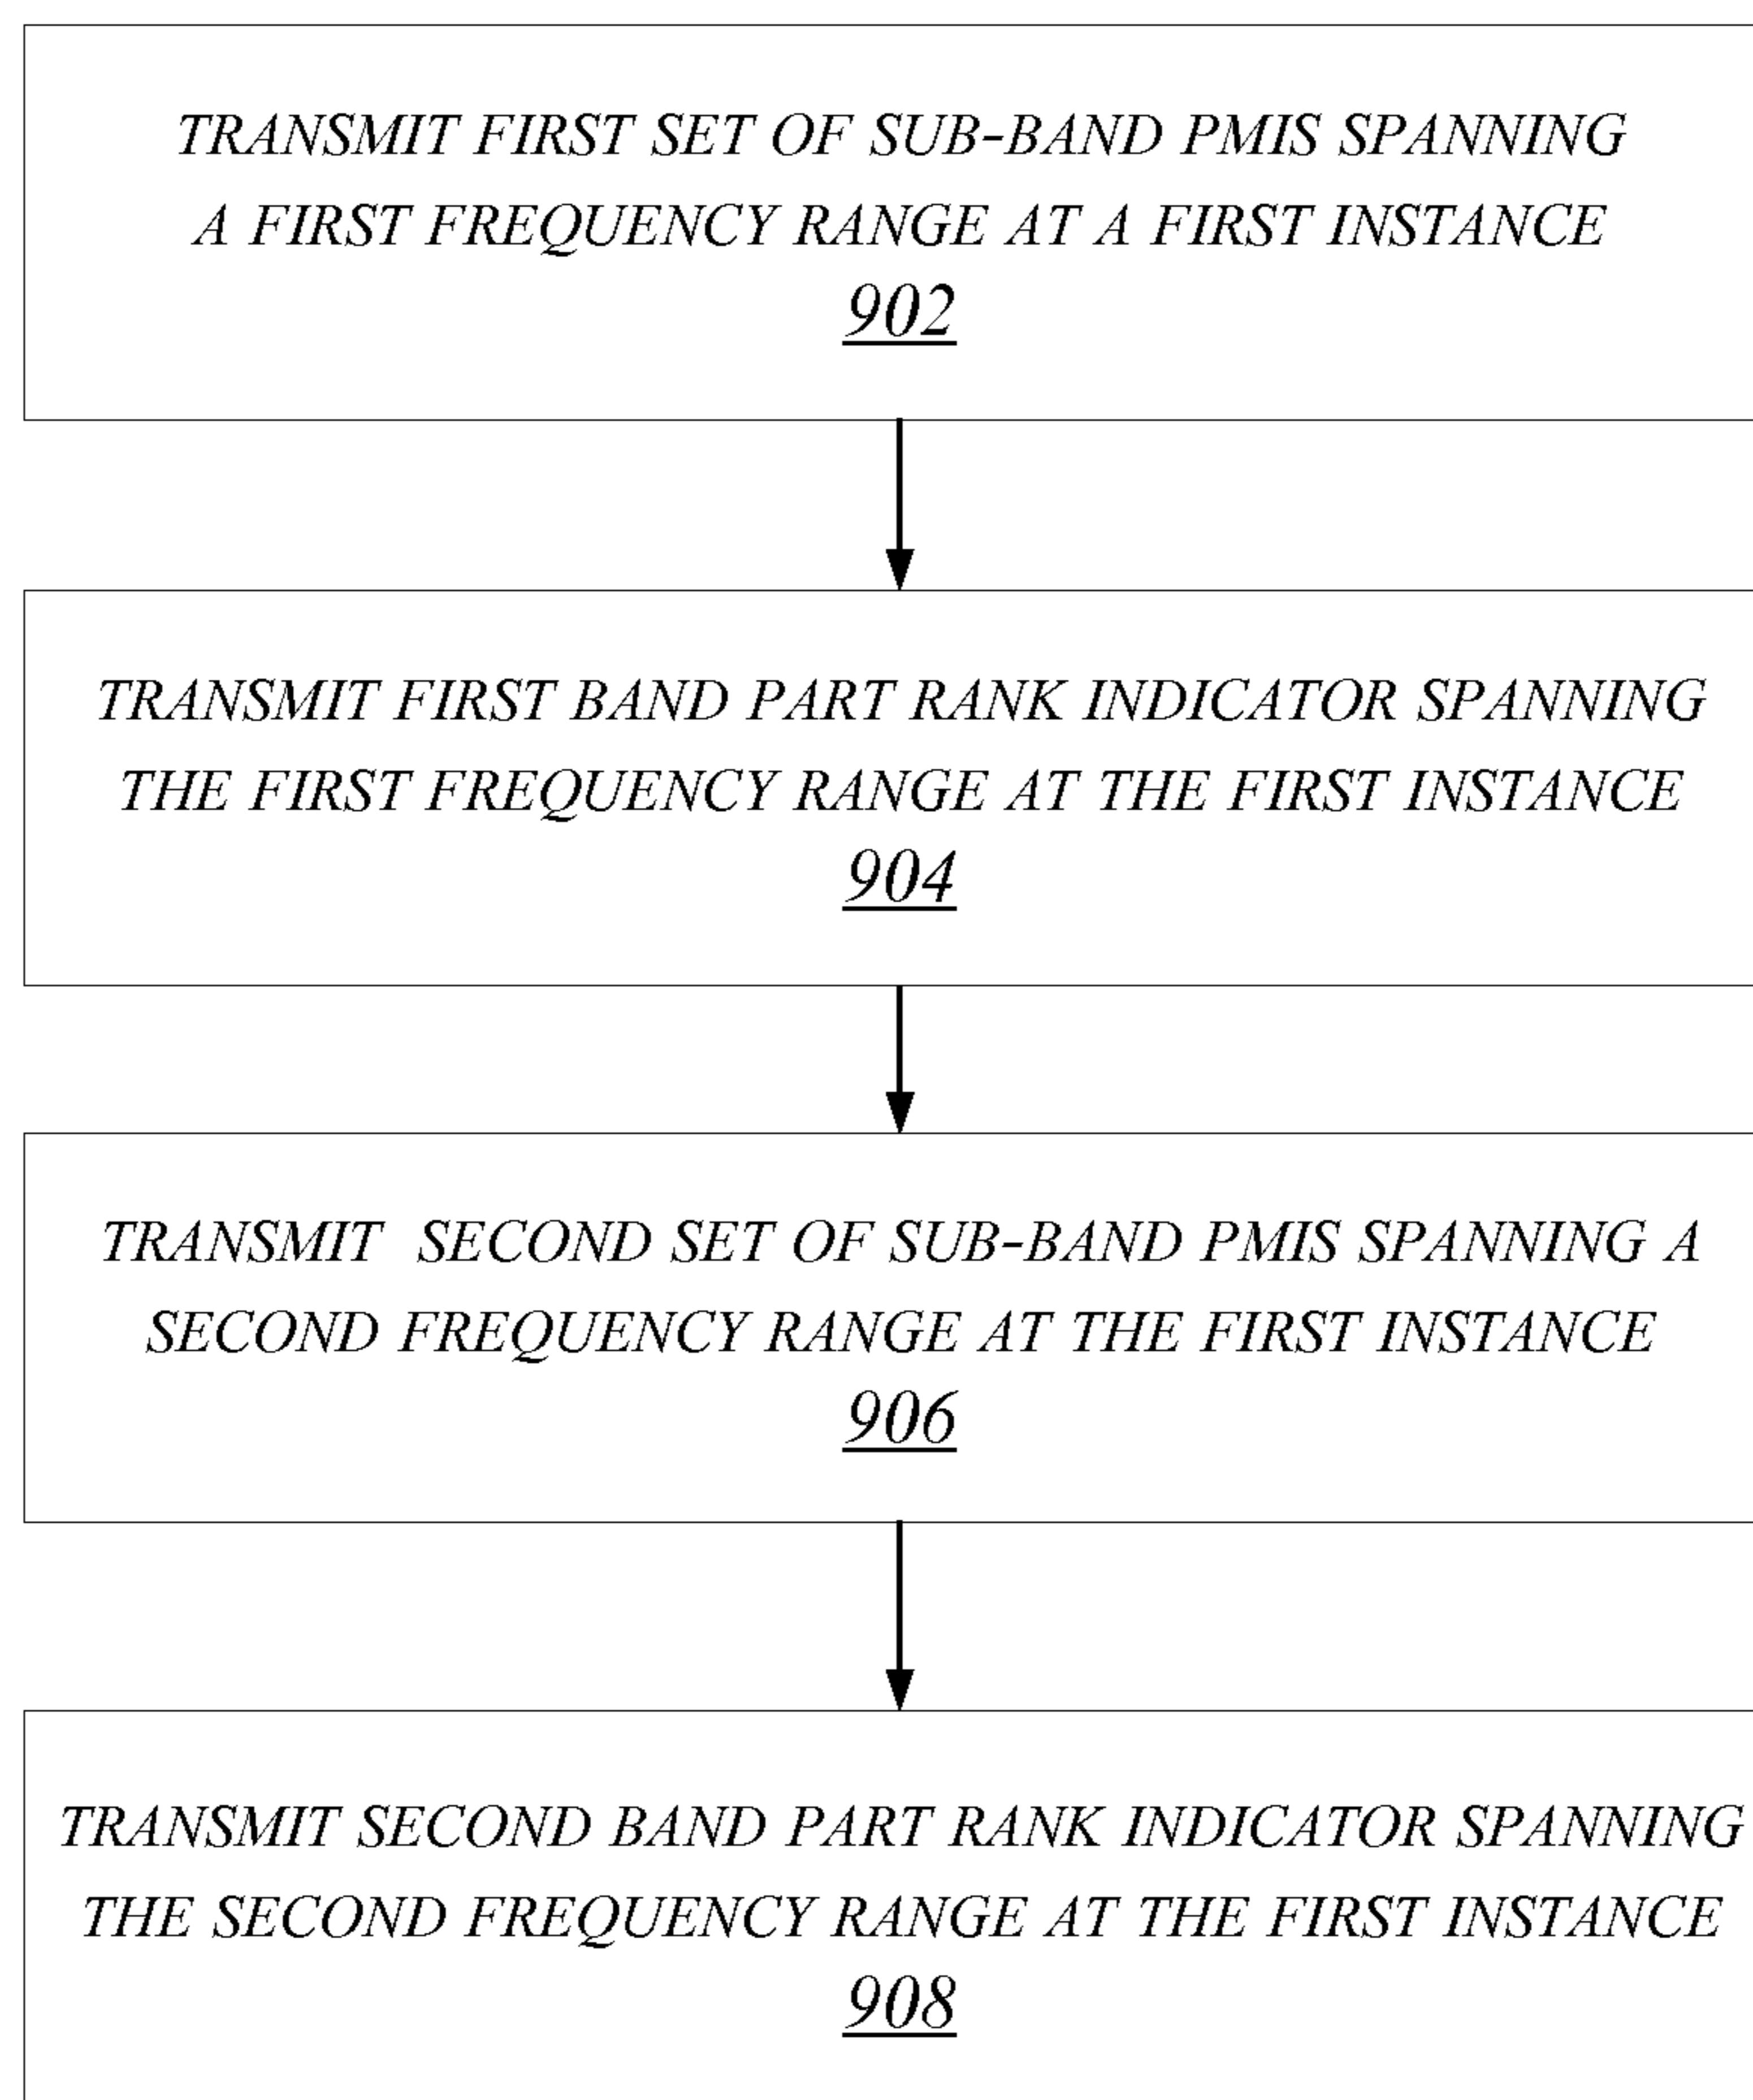 TRANSMIT FIRST SET OF SUB-BAND PMIS SPANNING
A FIRST FREQUENCY RANGE AT A FIRST INSTANCE
902
TRANSMIT FIRST BAND PART RANK INDICATOR SPANNING
THE FIRST FREQUENCY RANGE AT THE FIRST INSTANCE
904
TRANSMIT SECOND SET OF SUB-BAND PMIS SPANNING A
SECOND FREQUENCY RANGE AT THE FIRST INSTANCE
906
TRANSMIT SECOND BAND PART RANK INDICATOR SPANNING
THE SECOND FREQUENCY RANGE AT THE FIRST INSTANCE
908